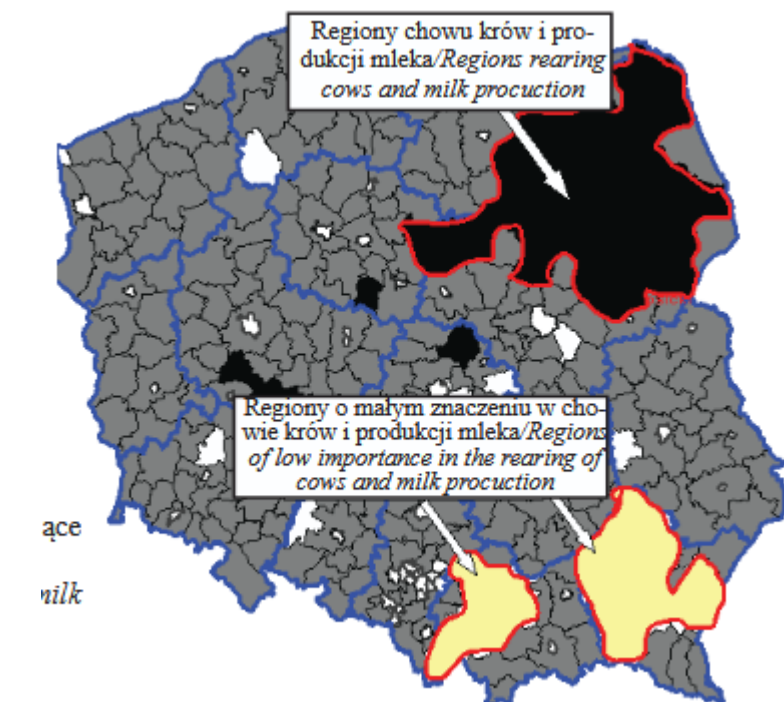 Regiony chowu krów i pro-
dukcji mleka/Regions rearing
cows and milk procuction
Regiony o małym znaczeniu w cho-
wie krów i produkcji mleka/Regions
of low importance in the rearing of
cows and milk procuction
ące
milk